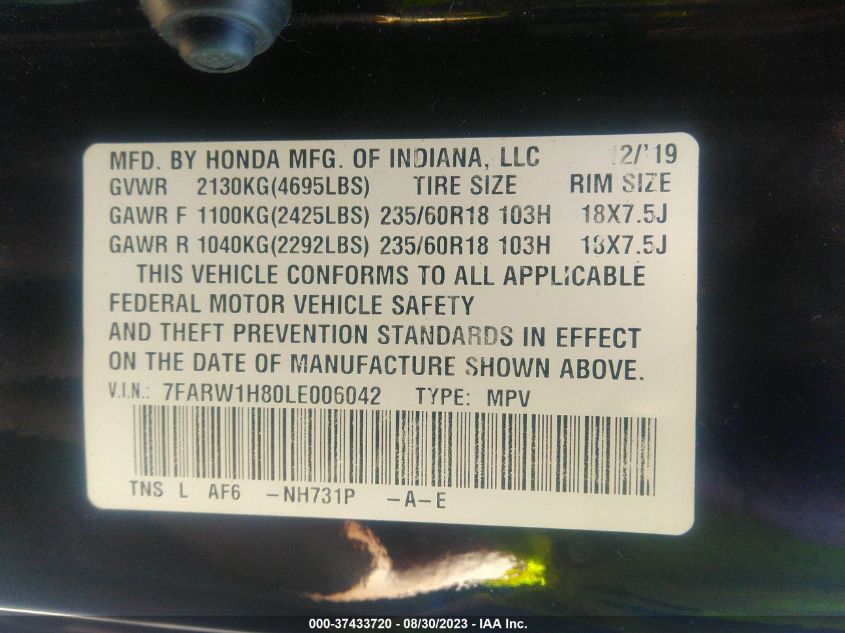 MFD. BY HONDA MFG. OF INDIANA, LLC 12/'19
GVWR 2130KG(4695LBS) TIRE SIZE RIM SIZE
GAWR F 1100KG(2425LBS) 235/60R18 103H 18X7.5J
GAWR R 1040KG(2292LBS) 235/60R18 103H 18X7.5J
THIS VEHICLE CONFORMS TO ALL APPLICABLE
FEDERAL MOTOR VEHICLE SAFETY
AND THEFT PREVENTION STANDARDS IN EFFECT
ON THE DATE OF MANUFACTURE SHOWN ABOVE.
V.I.N.: 7FARW1H80LE006042 TYPE: MPV
TNS L AF6 -NH731P -A-E
000-37433720 - 08/30/2023 - IAA Inc.